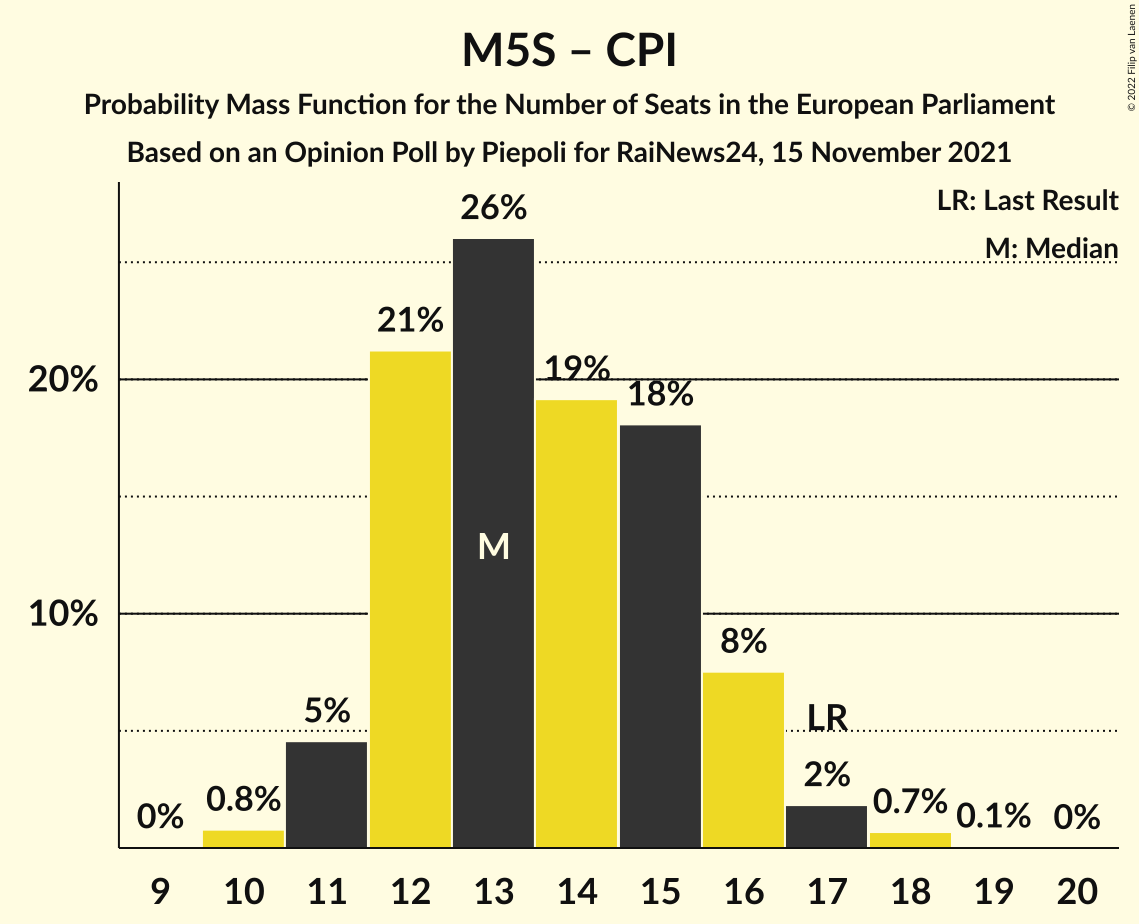 M5S – CPI
Probability Mass Function for the Number of Seats in the European Parliament
Based on an Opinion Poll by Piepoli for RaiNews24, 15 November 2021
© 2022 Filip van Laenen
LR: Last Result
M: Median
20%
10%
0%
0.8%
5%
21%
26%
19%
18%
8%
2%
0.7%
0.1%
0%
M
LR
9 10 11 12 13 14 15 16 17 18 19 20